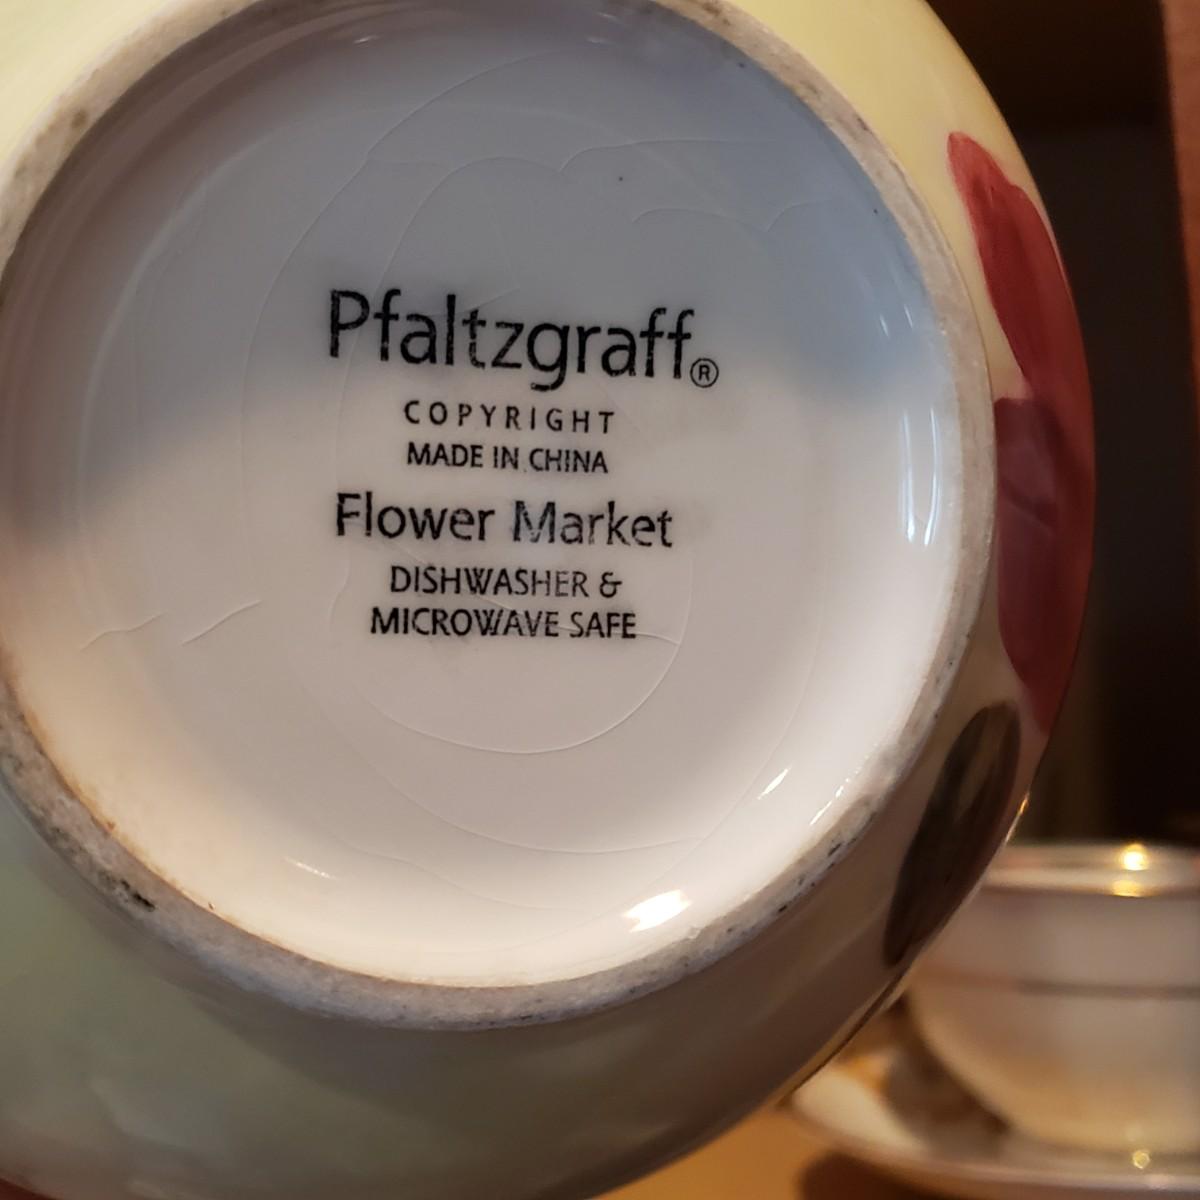 Pfaltzgraff®
COPYRIGHT
MADE IN CHINA
Flower Market
DISHWASHER &
MICROWAVE SAFE